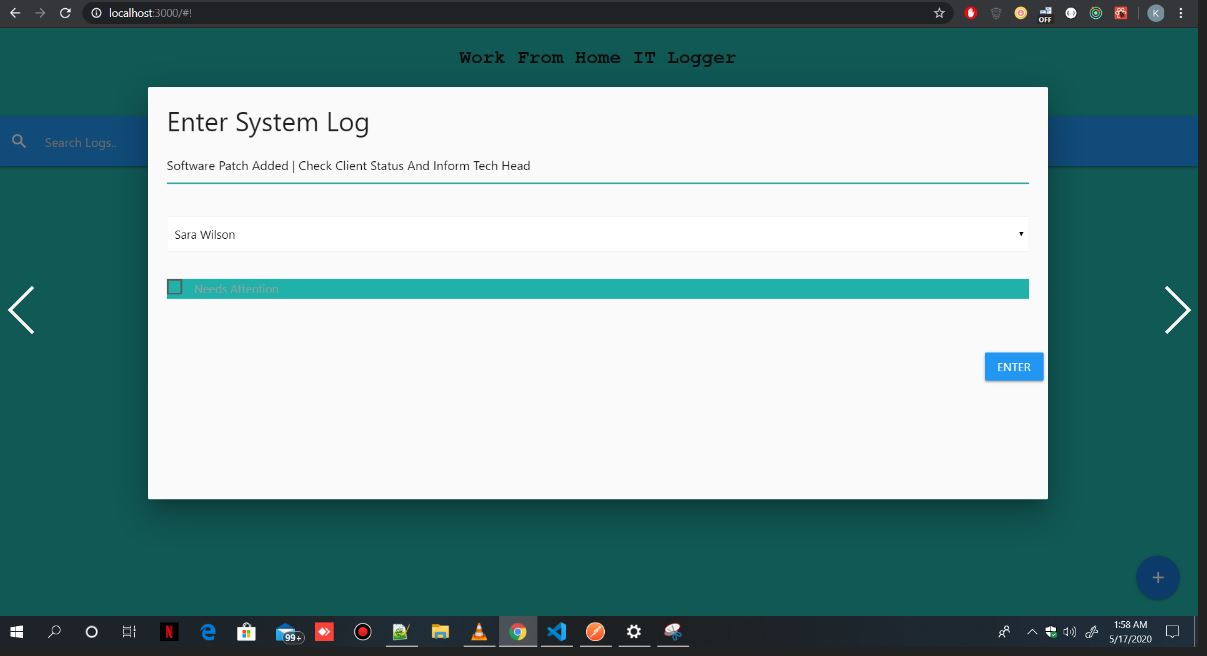 localhost:3000/#!
OFF
K
Work From Home IT Logger
Search Logs..
Enter System Log
Software Patch Added | Check Client Status And Inform Tech Head
Sara Wilson
Needs Attention
ENTER
+
N
99+
1:58 AM
5/17/2020